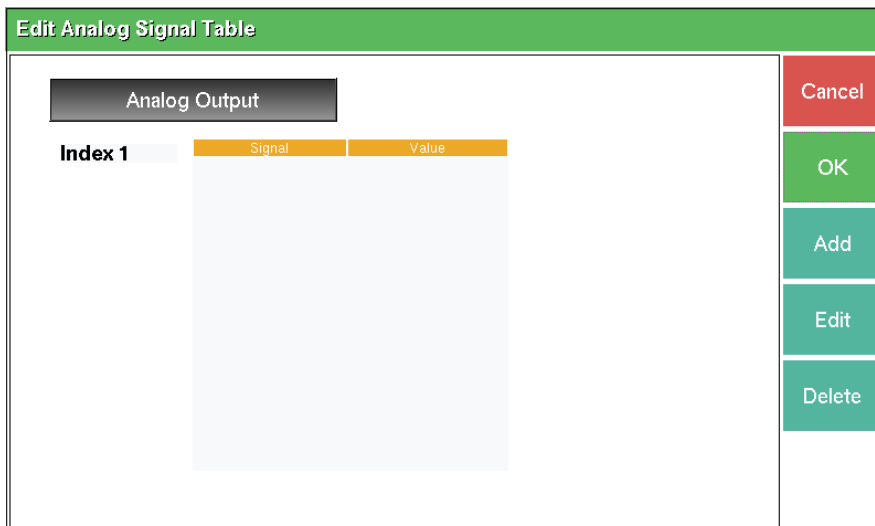 Edit Analog Signal Table
Analog Output
Index 1
Signal Value
Cancel
OK
Add
Edit
Delete